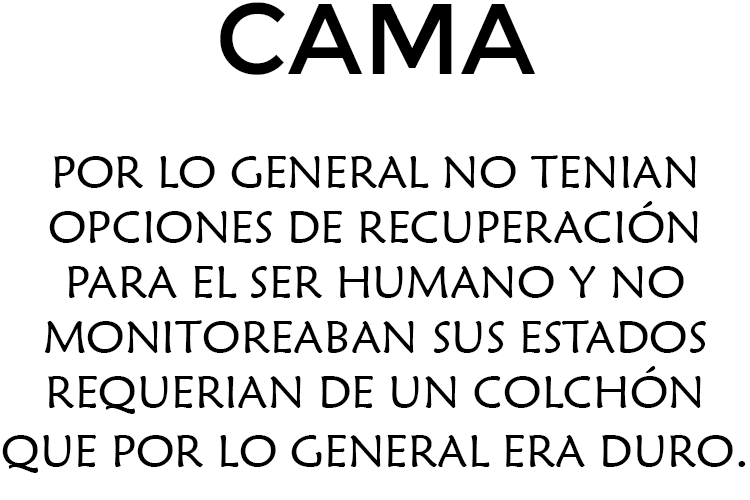 CAMA
POR LO GENERAL NO TENIAN
OPCIONES DE RECUPERACIÓN
PARA EL SER HUMANO Y NO
MONITOREABAN SUS ESTADOS
REQUERIAN DE UN COLCHÓN
QUE POR LO GENERAL ERA DURO.